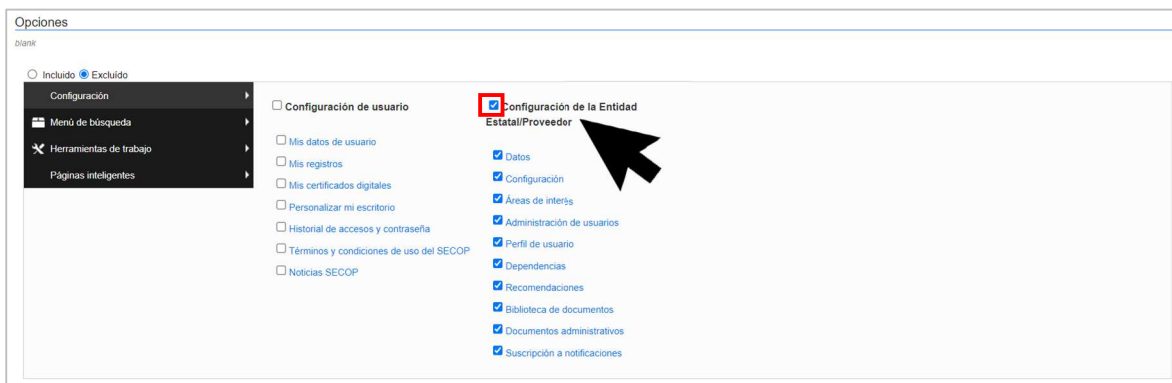 Opciones
blank
Incluido Excluido
Configuración
Menú de búsqueda
Herramientas de trabajo
Páginas inteligentes
Configuración de usuario
Mis datos de usuario
Mis registros
Mis certificados digitales
Personalizar mi escritorio
Historial de accesos y contraseña
Términos y condiciones de uso del SECOP
Noticias SECOP
Configuración de la Entidad
Estatal/Proveedor
Datos
Configuración
Áreas de interés
Administración de usuarios
Perfil de usuario
Dependencias
Recomendaciones
Biblioteca de documentos
Documentos administrativos
Suscripción a notificaciones